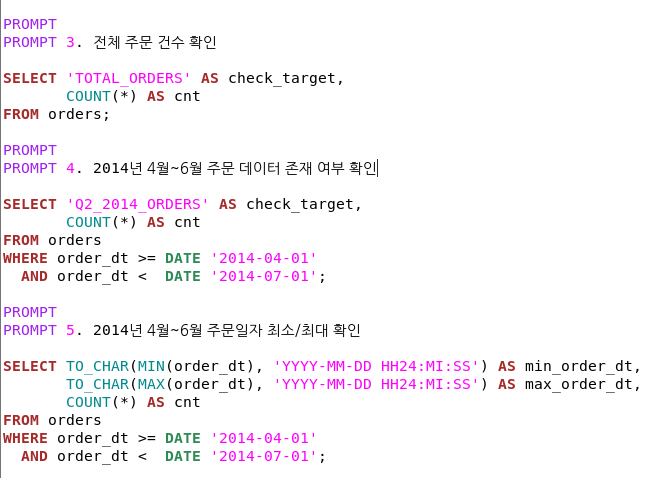 PROMPT
PROMPT 3. 전체 주문 건수 확인
SELECT 'TOTAL_ORDERS' AS check_target,
       COUNT(*) AS cnt
FROM orders;
PROMPT
PROMPT 4. 2014년 4월~6월 주문 데이터 존재 여부 확인
SELECT 'Q2_2014_ORDERS' AS check_target,
       COUNT(*) AS cnt
FROM orders
WHERE order_dt >= DATE '2014-04-01'
  AND order_dt <  DATE '2014-07-01';
PROMPT
PROMPT 5. 2014년 4월~6월 주문일자 최소/최대 확인
SELECT TO_CHAR(MIN(order_dt), 'YYYY-MM-DD HH24:MI:SS') AS min_order_dt,
       TO_CHAR(MAX(order_dt), 'YYYY-MM-DD HH24:MI:SS') AS max_order_dt,
       COUNT(*) AS cnt
FROM orders
WHERE order_dt >= DATE '2014-04-01'
  AND order_dt <  DATE '2014-07-01';